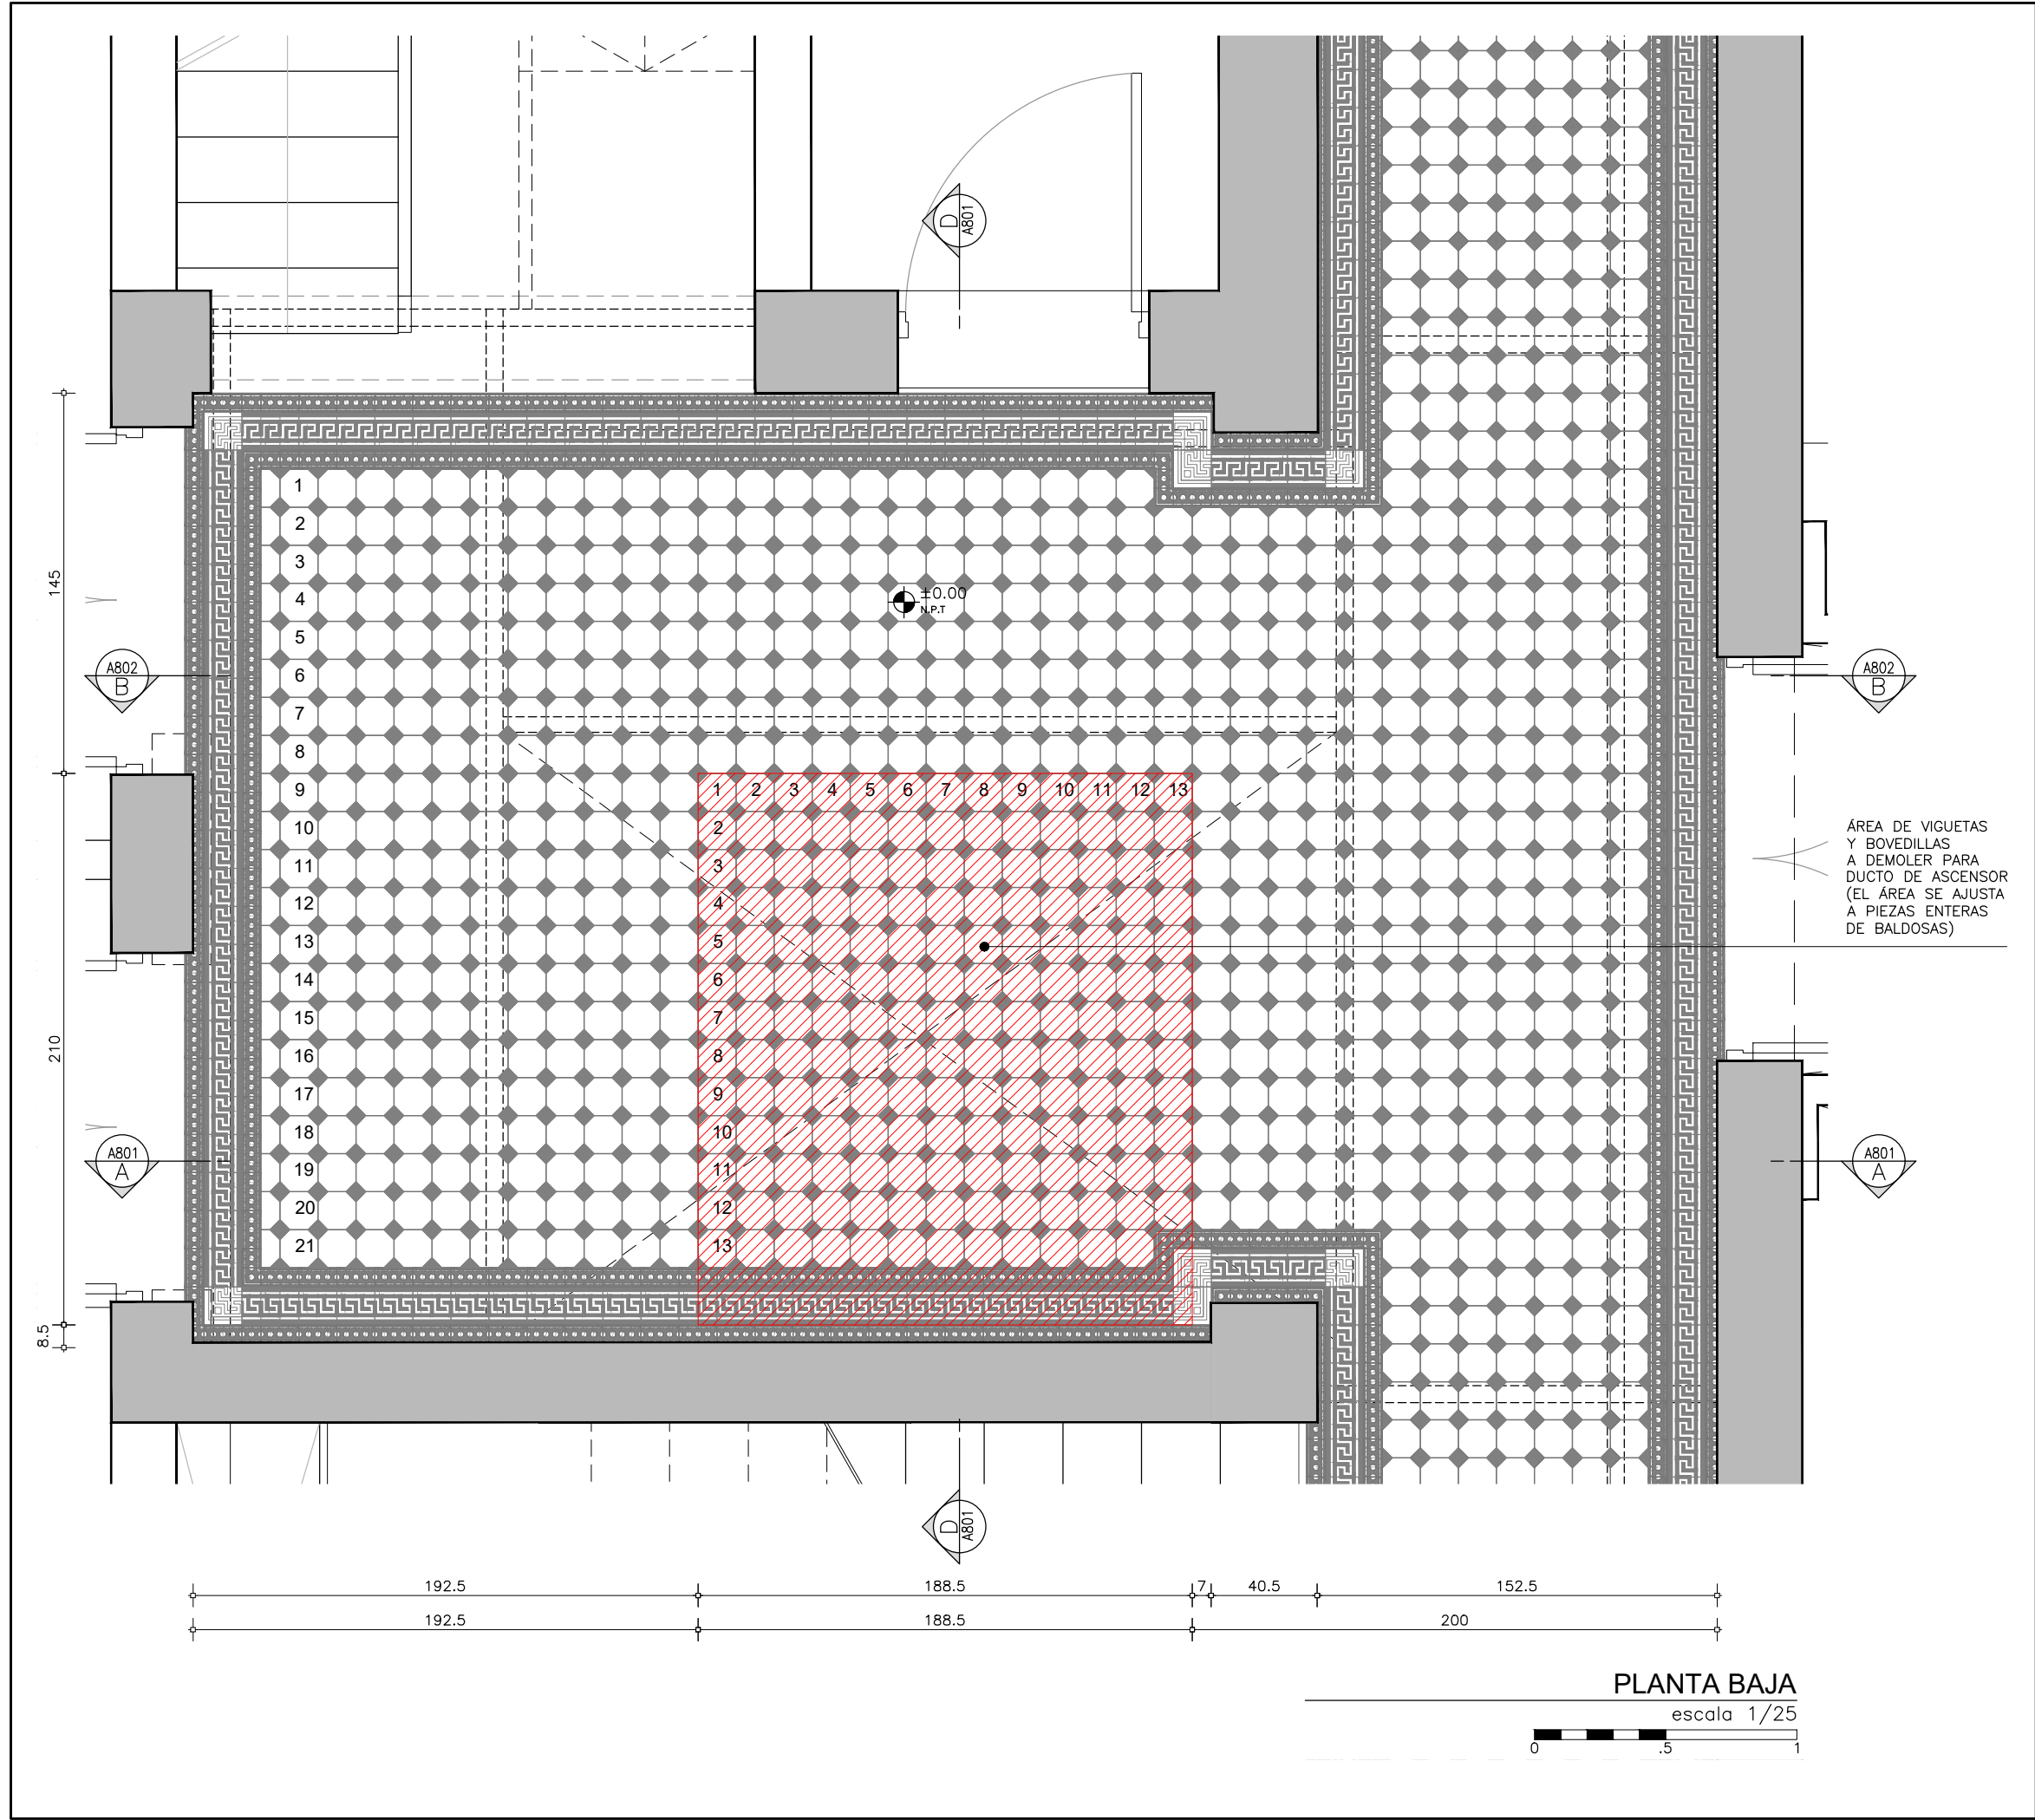 D
A801
145
210
8.5
1
2
3
4
5
6
7
8
9
10
11
12
13
14
15
16
17
18
19
20
21
±0.00
N.P.T
A802
B
A802
B
1 2 3 4 5 6 7 8 9 10 11 12 13
2
3
4
5
6
7
8
9
10
11
12
13
ÁREA DE VIGUETAS
Y BOVEDILLAS
A DEMOLER PARA
DUCTO DE ASCENSOR
(EL ÁREA SE AJUSTA
A PIEZAS ENTERAS
DE BALDOSAS)
A801
A
A801
A
D
A801
192.5 188.5 7 40.5 152.5
192.5 188.5 200
PLANTA BAJA
escala 1/25
0 .5 1